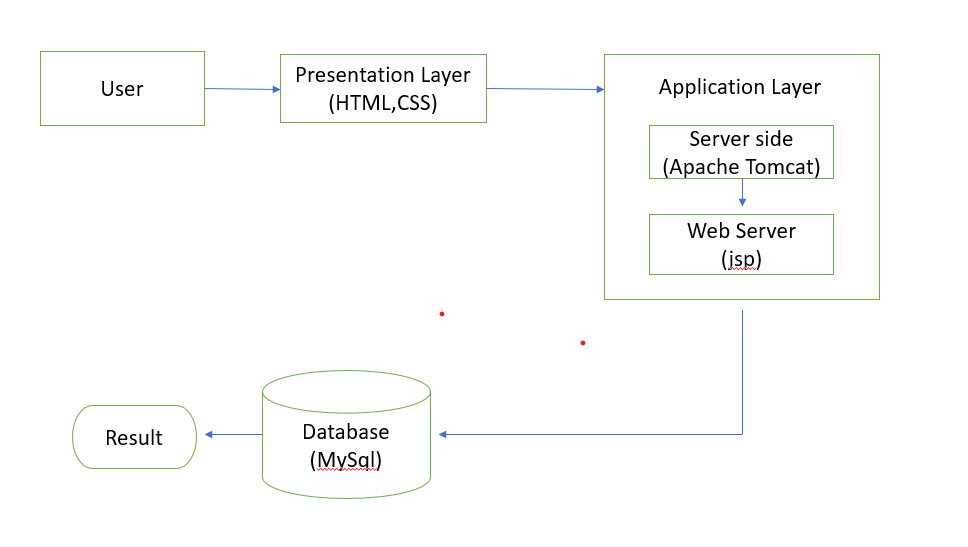 User
Presentation Layer
(HTML,CSS)
Application Layer
Server side
(Apache Tomcat)
Web Server
(jsp)
Result
Database
(MySql)